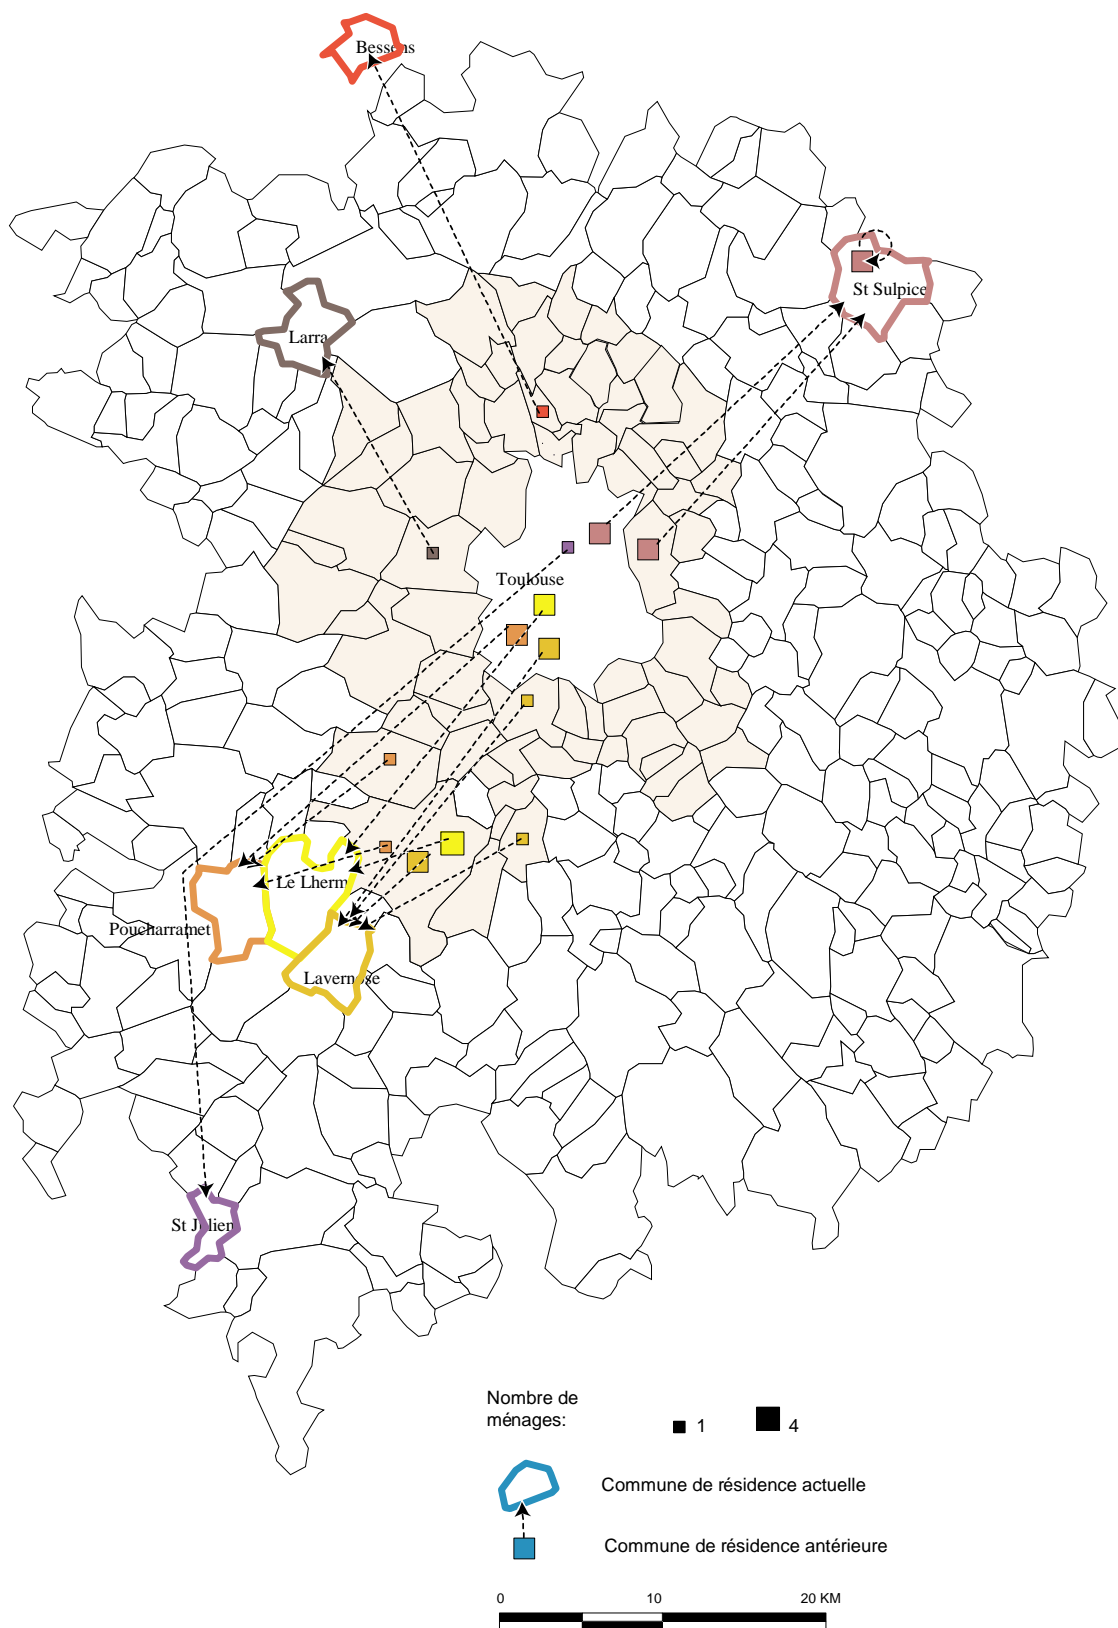 Bessens
St Sulpice
Larra
Toulouse
Le Lherm
Poucharramet
Lavernose
St Julien
Nombre de
ménages:
1
4
Commune de résidence actuelle
Commune de résidence antérieure
0 10 20 KM